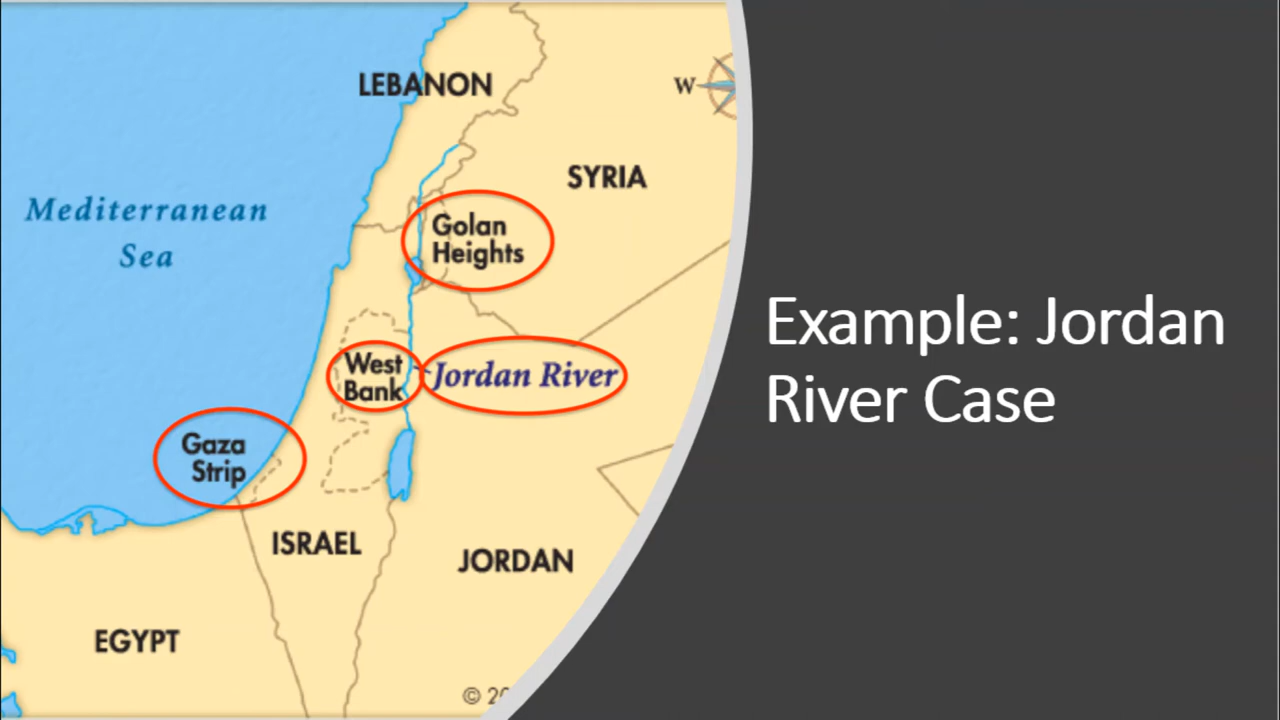 LEBANON
W
SYRIA
Mediterranean
Sea
Golan
Heights
West
Bank
Jordan River
Gaza
Strip
ISRAEL
JORDAN
EGYPT
Example: Jordan
River Case